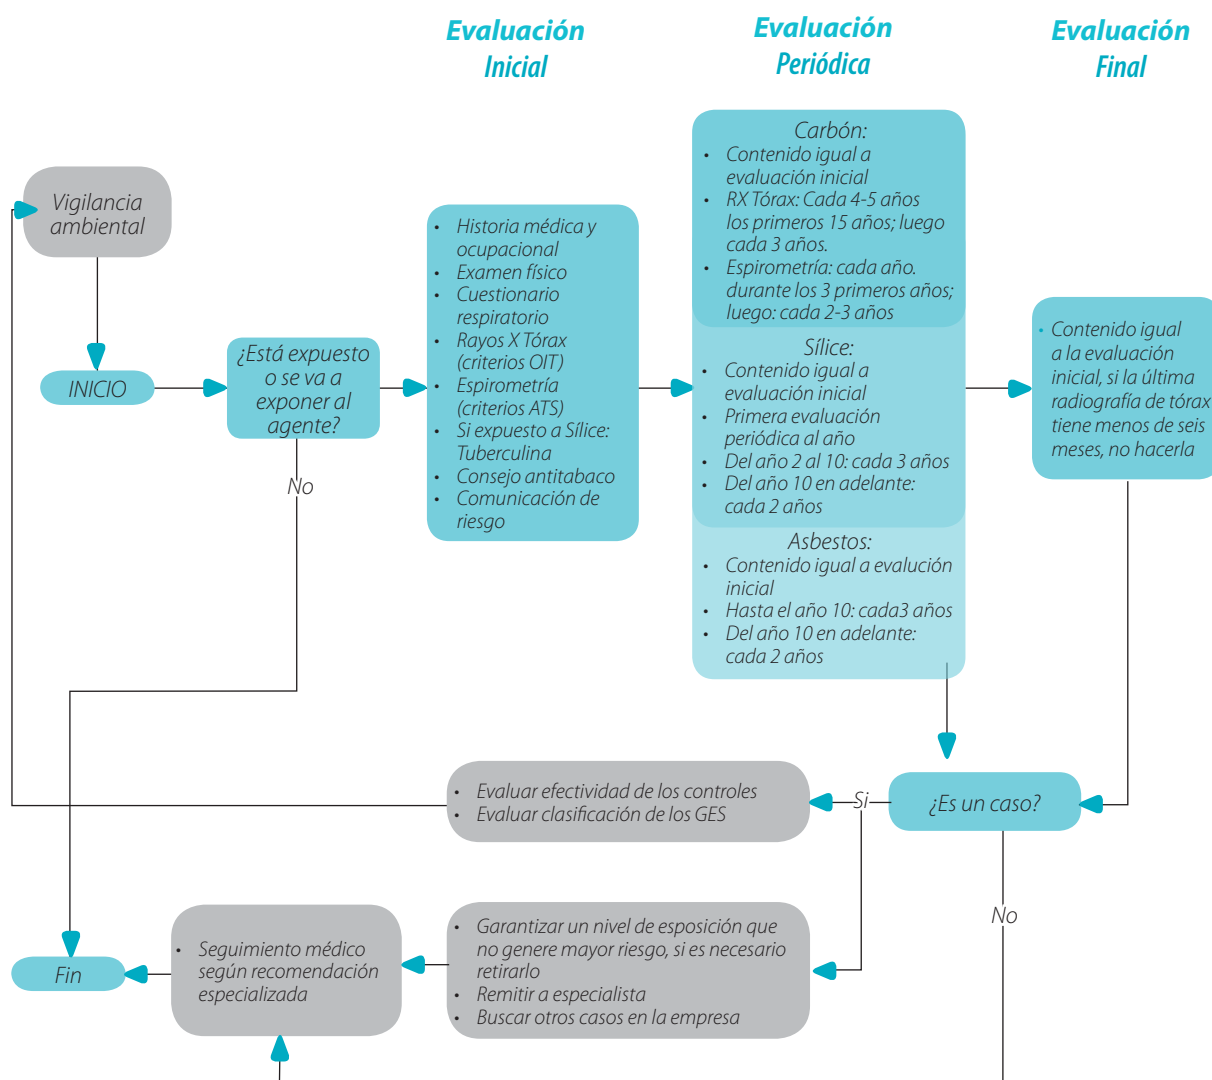 Evaluación
Inicial
Evaluación
Periódica
Evaluación
Final
Vigilancia
ambiental
INICIO
¿Está expuesto
o se va a
exponer al
agente?
No
• Historia médica y
ocupacional
• Examen físico
• Cuestionario
respiratorio
• Rayos X Tórax
(criterios OIT)
• Espirometría
(criterios ATS)
• Si expuesto a Sílice:
Tuberculina
• Consejo antitabaco
• Comunicación de
riesgo
Carbón:
• Contenido igual a
evaluación inicial
• RX Tórax: Cada 4-5 años
los primeros 15 años; luego
cada 3 años.
• Espirometría: cada año.
durante los 3 primeros años;
luego: cada 2-3 años
Sílice:
• Contenido igual a
evaluación inicial
• Primera evaluación
periódica al año
• Del año 2 al 10: cada 3 años
• Del año 10 en adelante:
cada 2 años
Asbestos:
• Contenido igual a evalución
inicial
• Hasta el año 10: cada3 años
• Del año 10 en adelante:
cada 2 años
• Contenido igual
a la evaluación
inicial, si la última
radiografía de tórax
tiene menos de seis
meses, no hacerla
¿Es un caso?
Si
No
• Evaluar efectividad de los controles
• Evaluar clasificación de los GES
• Garantizar un nivel de esposición que
no genere mayor riesgo, si es necesario
retirarlo
• Remitir a especialista
• Buscar otros casos en la empresa
• Seguimiento médico
según recomendación
especializada
Fin